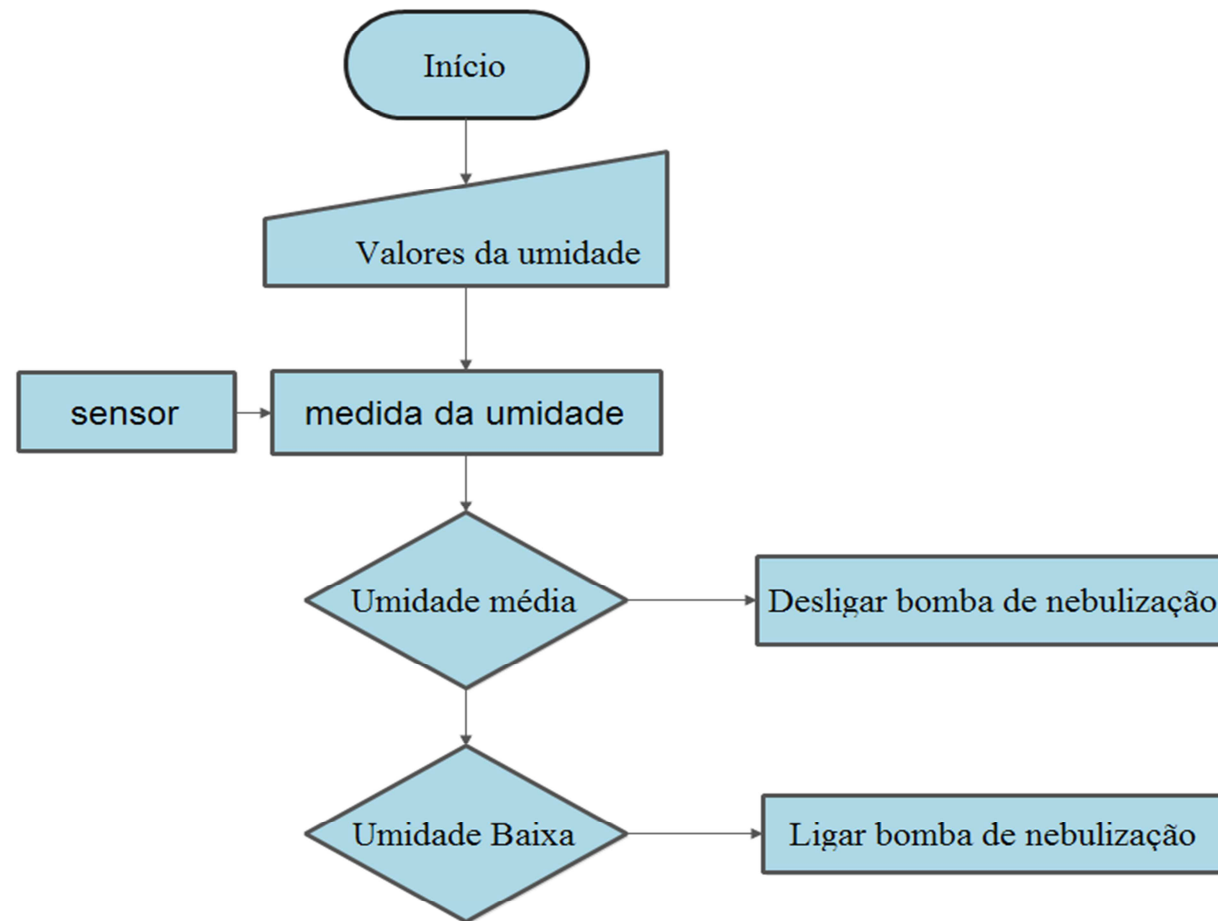 Início
Valores da umidade
sensor
medida da umidade
Umidade média
Desligar bomba de nebulização
Umidade Baixa
Ligar bomba de nebulização